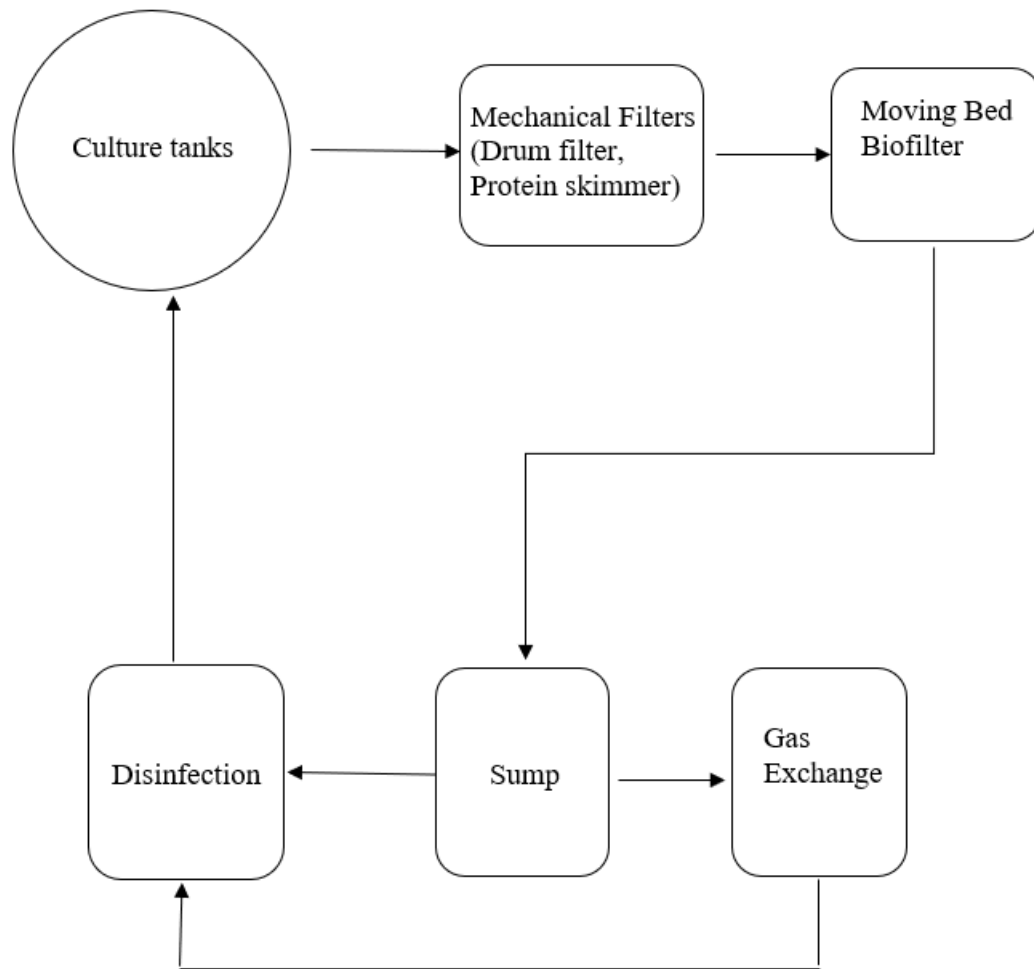 Culture tanks
Mechanical Filters
(Drum filter,
Protein skimmer)
Moving Bed
Biofilter
Disinfection
Sump
Gas
Exchange